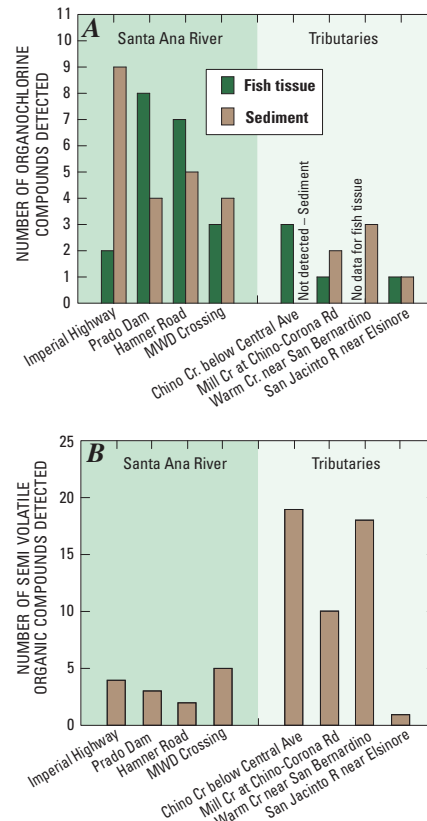 NUMBER OF ORGANOCHLORINE
COMPOUNDS DETECTED
11
10
9
8
7
6
5
4
3
2
1
0
A
Santa Ana River
Tributaries
Fish tissue
Sediment
Not detected – Sediment
No data for fish tissue
Imperial Highway
Prado Dam
Hamner Road
MWD Crossing
Chino Cr. below Central Ave
Mill Cr at Chino-Corona Rd
Warm Cr. near San Bernardino
San Jacinto R near Elsinore
NUMBER OF SEMI VOLATILE
ORGANIC COMPOUNDS DETECTED
25
20
15
10
5
0
B
Santa Ana River
Tributaries
Imperial Highway
Prado Dam
Hamner Road
MWD Crossing
Chino Cr below Central Ave
Mill Cr at Chino-Corona Rd
Warm Cr near San Bernardino
San Jacinto R near Elsinore